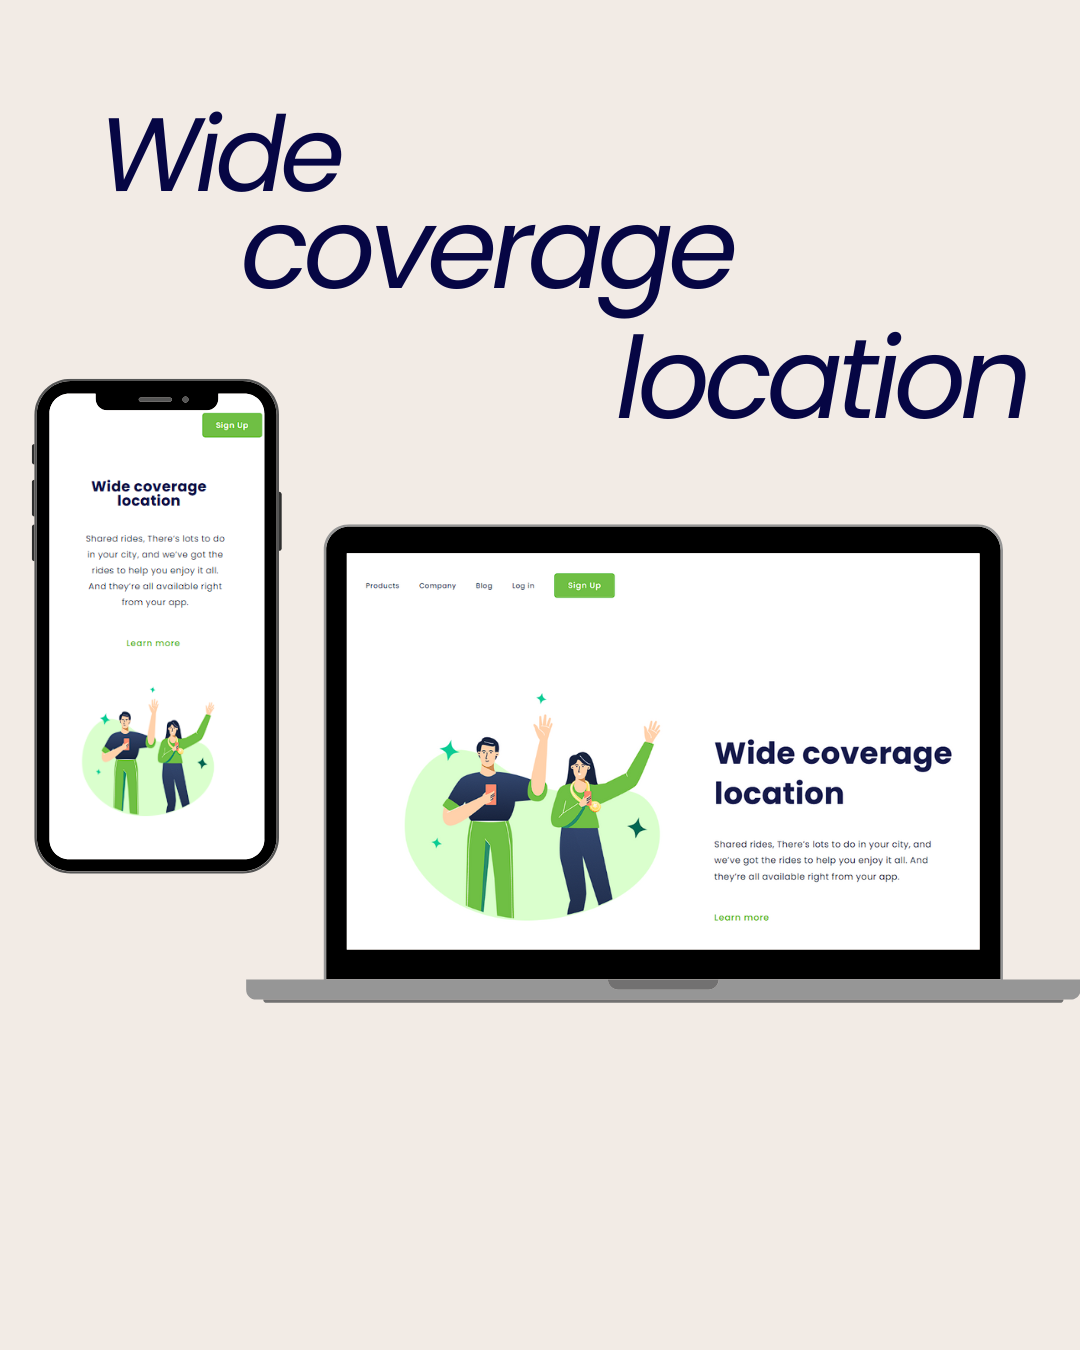 Wide
coverage
location
Sign Up
Wide coverage
location
Shared rides, There's lots to do
in your city, and we've got the
rides to help you enjoy it all.
And they're all available right
from your app.
Learn more
Products Company Blog Log in Sign Up
Wide coverage
location
Shared rides, There's lots to do in your city, and
we've got the rides to help you enjoy it all. And
they're all available right from your app.
Learn more